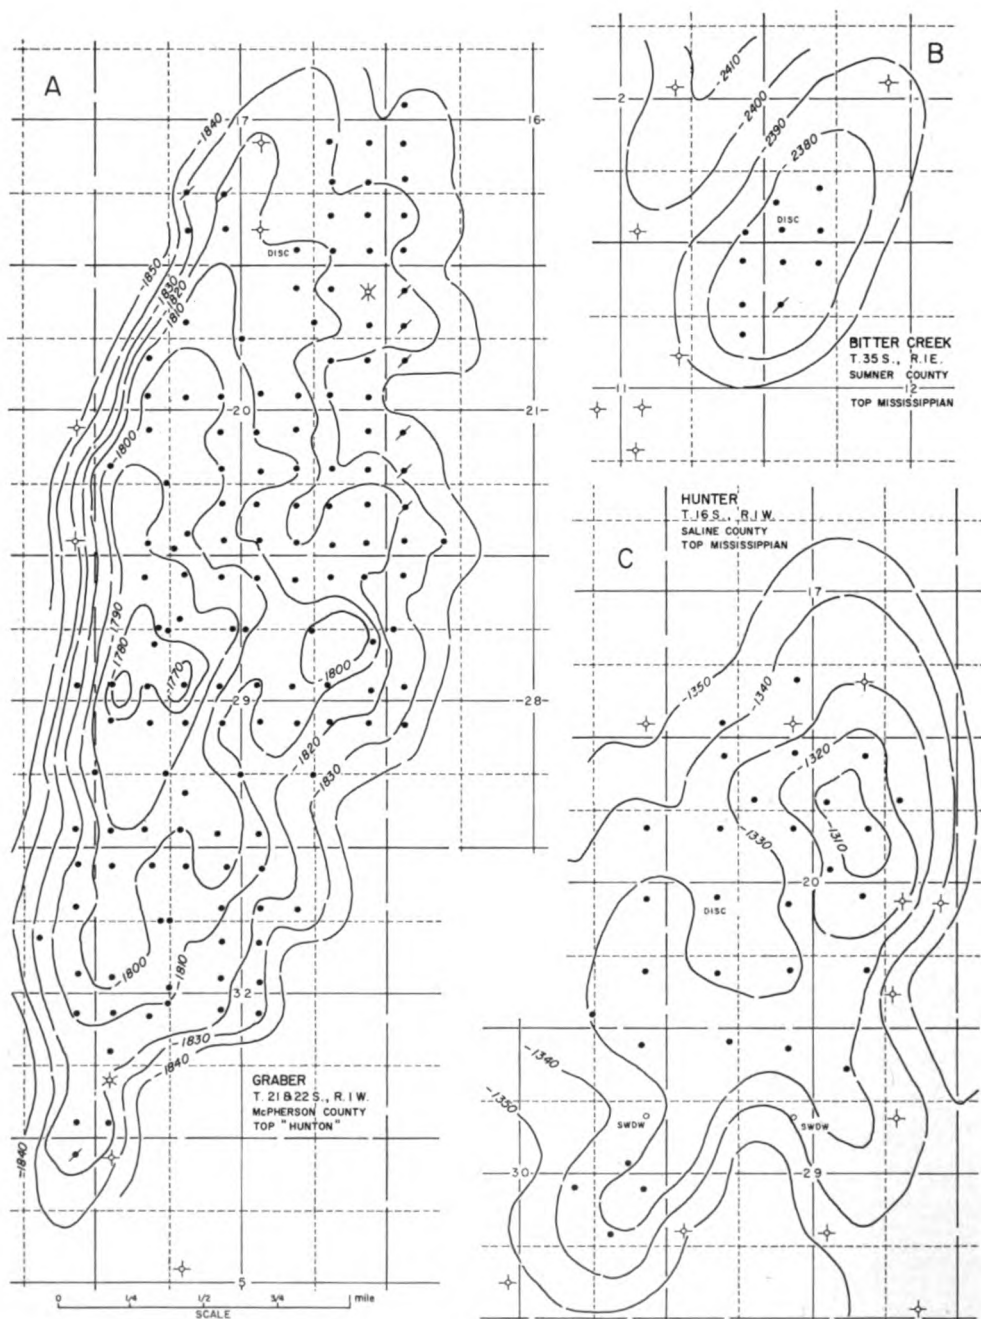 A
-1840
17
16
-1850
-1830
-1820
-1810
DISC
20
21
-1800
-1790
-1780
-1770
-1800
29
28
-1820
-1830
-1800
-1810
32
-1830
-1840
-1840
GRABER
T. 21 & 22 S., R. I W.
McPHERSON COUNTY
TOP "HUNTON"
5
0 1/4 1/2 3/4 1 mile
SCALE
B
-2410
2
-2400
-2390
1
-2380
DISC
BITTER CREEK
T. 35 S., R. I E.
SUMNER COUNTY
11
12
TOP MISSISSIPPIAN
HUNTER
T. 16 S., R. I W.
SALINE COUNTY
TOP MISSISSIPPIAN
C
17
-1350
-1340
-1320
-1310
-1330
20
DISC
-1340
-1350
SWDW
SWDW
30
29